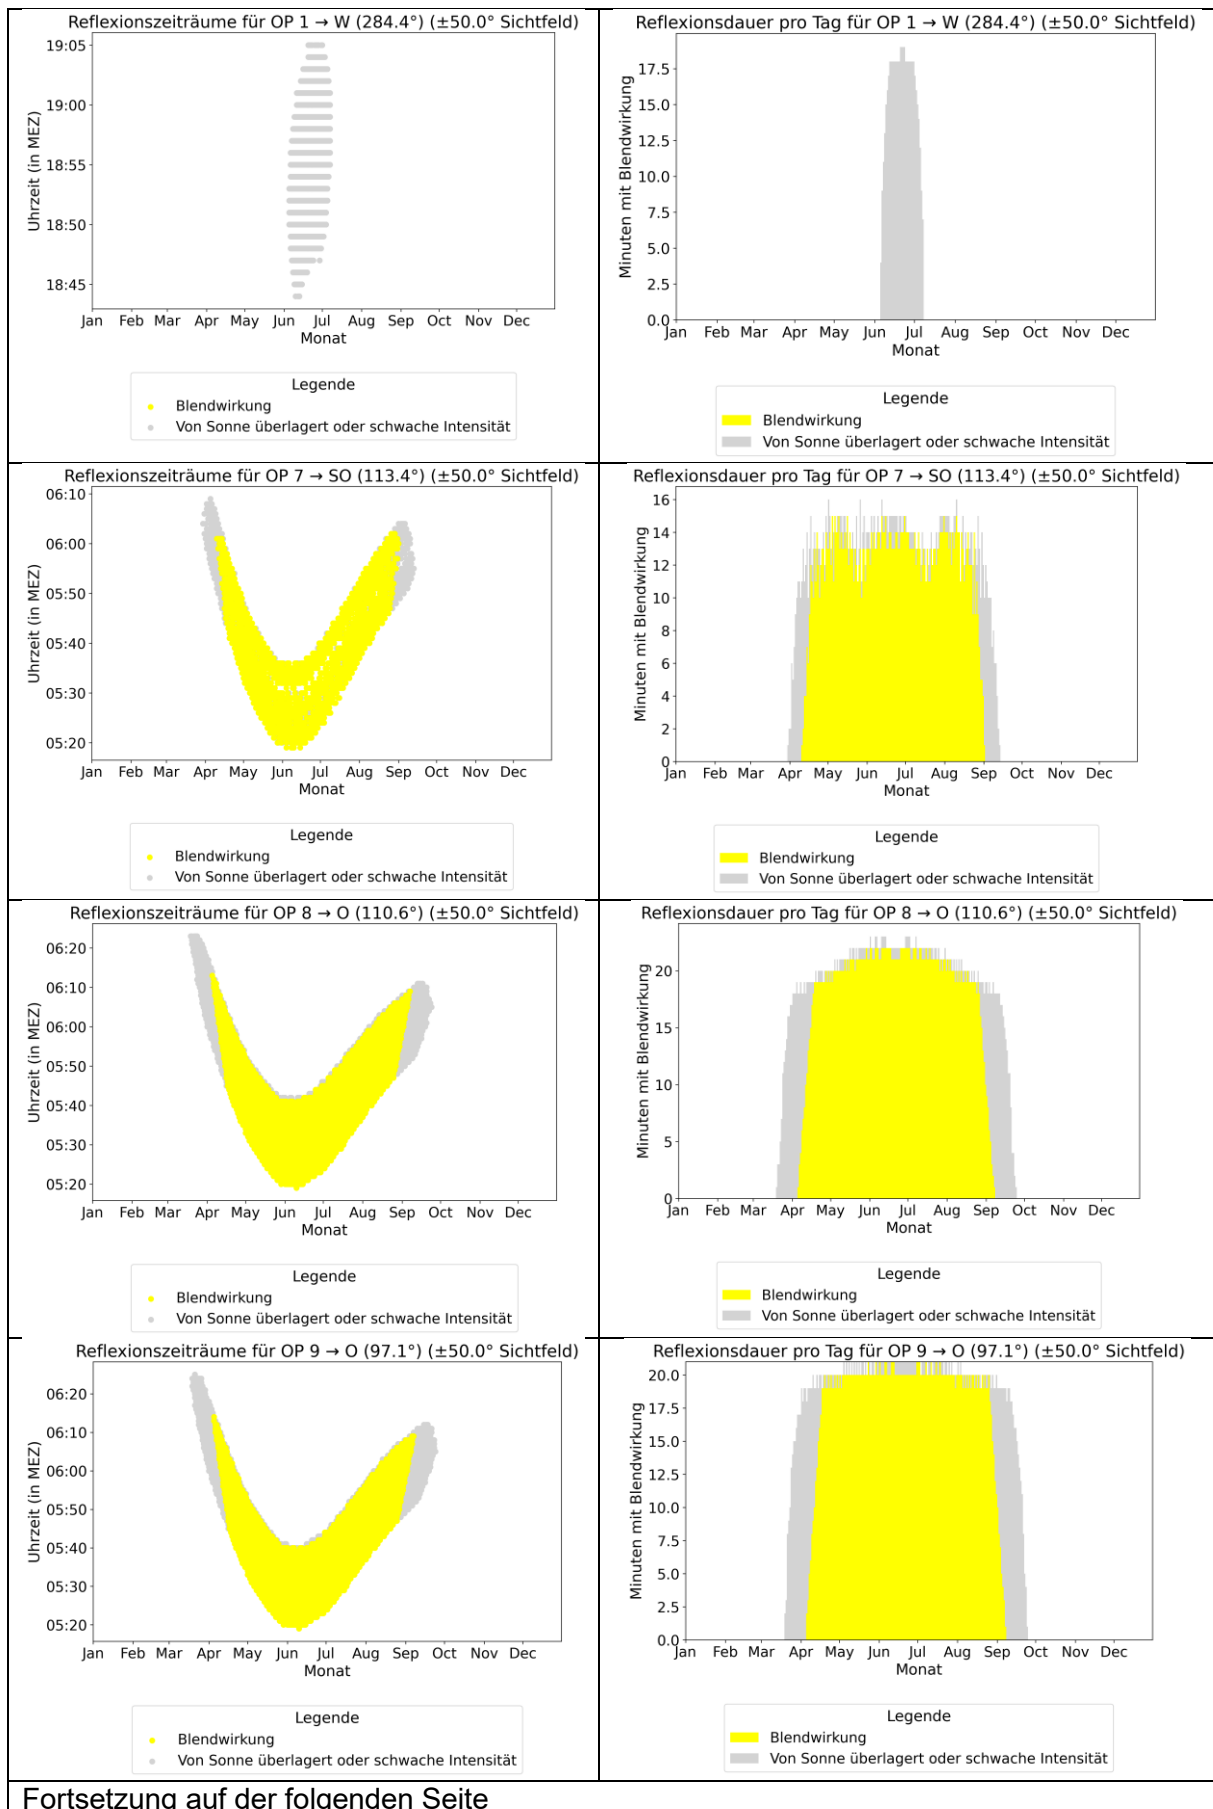 Reflexionszeiträume für OP 1 → W (284.4°) (±50.0° Sichtfeld)
19:05
19:00
18:55
18:50
18:45
Uhrzeit (in MEZ)
Jan Feb Mar Apr May Jun Jul Aug Sep Oct Nov Dec
Monat
Legende
Blendwirkung
Von Sonne überlagert oder schwache Intensität
Reflexionsdauer pro Tag für OP 1 → W (284.4°) (±50.0° Sichtfeld)
17.5
15.0
12.5
10.0
7.5
5.0
2.5
0.0
Minuten mit Blendwirkung
Jan Feb Mar Apr May Jun Jul Aug Sep Oct Nov Dec
Monat
Legende
Blendwirkung
Von Sonne überlagert oder schwache Intensität
Reflexionszeiträume für OP 7 → SO (113.4°) (±50.0° Sichtfeld)
06:10
06:00
05:50
05:40
05:30
05:20
Uhrzeit (in MEZ)
Jan Feb Mar Apr May Jun Jul Aug Sep Oct Nov Dec
Monat
Legende
Blendwirkung
Von Sonne überlagert oder schwache Intensität
Reflexionsdauer pro Tag für OP 7 → SO (113.4°) (±50.0° Sichtfeld)
16
14
12
10
8
6
4
2
0
Minuten mit Blendwirkung
Jan Feb Mar Apr May Jun Jul Aug Sep Oct Nov Dec
Monat
Legende
Blendwirkung
Von Sonne überlagert oder schwache Intensität
Reflexionszeiträume für OP 8 → O (110.6°) (±50.0° Sichtfeld)
06:20
06:10
06:00
05:50
05:40
05:30
05:20
Uhrzeit (in MEZ)
Jan Feb Mar Apr May Jun Jul Aug Sep Oct Nov Dec
Monat
Legende
Blendwirkung
Von Sonne überlagert oder schwache Intensität
Reflexionsdauer pro Tag für OP 8 → O (110.6°) (±50.0° Sichtfeld)
20
15
10
5
0
Minuten mit Blendwirkung
Jan Feb Mar Apr May Jun Jul Aug Sep Oct Nov Dec
Monat
Legende
Blendwirkung
Von Sonne überlagert oder schwache Intensität
Reflexionszeiträume für OP 9 → O (97.1°) (±50.0° Sichtfeld)
06:20
06:10
06:00
05:50
05:40
05:30
05:20
Uhrzeit (in MEZ)
Jan Feb Mar Apr May Jun Jul Aug Sep Oct Nov Dec
Monat
Legende
Blendwirkung
Von Sonne überlagert oder schwache Intensität
Reflexionsdauer pro Tag für OP 9 → O (97.1°) (±50.0° Sichtfeld)
20.0
17.5
15.0
12.5
10.0
7.5
5.0
2.5
0.0
Minuten mit Blendwirkung
Jan Feb Mar Apr May Jun Jul Aug Sep Oct Nov Dec
Monat
Legende
Blendwirkung
Von Sonne überlagert oder schwache Intensität
Fortsetzung auf der folgenden Seite